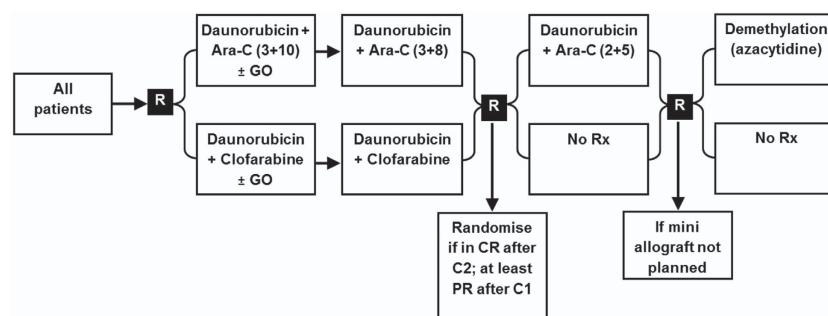 All
patients
R
Daunorubicin +
Ara-C (3+10)
± GO
Daunorubicin
+ Clofarabine
± GO
Daunorubicin
+ Ara-C (3+8)
Daunorubicin
+ Clofarabine
R
Randomise
if in CR after
C2; at least
PR after C1
Daunorubicin
+ Ara-C (2+5)
No Rx
R
If mini
allograft not
planned
Demethylation
(azacytidine)
No Rx